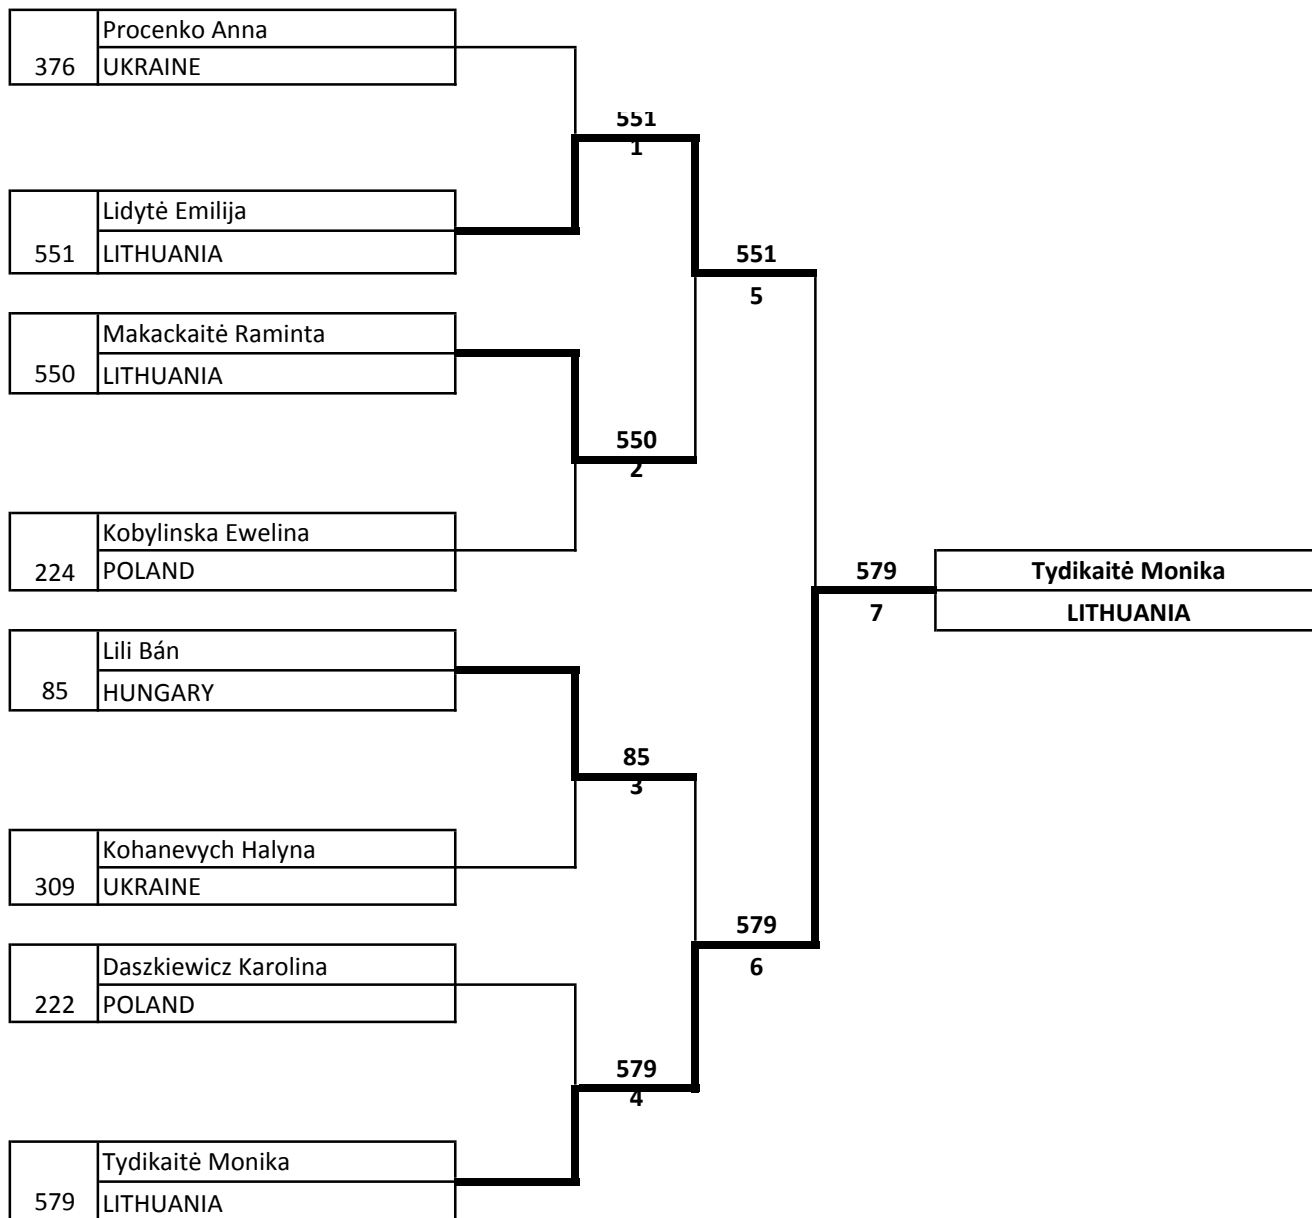 Procenko Anna
376 UKRAINE
551
1
Lidytė Emilija
551 LITHUANIA
551
5
Makackaitė Raminta
550 LITHUANIA
550
2
Kobylinska Ewelina
224 POLAND
579 Tydikaitė Monika
7 LITHUANIA
Lili Bán
85 HUNGARY
85
3
Kohanevych Halyna
309 UKRAINE
579
6
Daszkiewicz Karolina
222 POLAND
579
4
Tydikaitė Monika
579 LITHUANIA